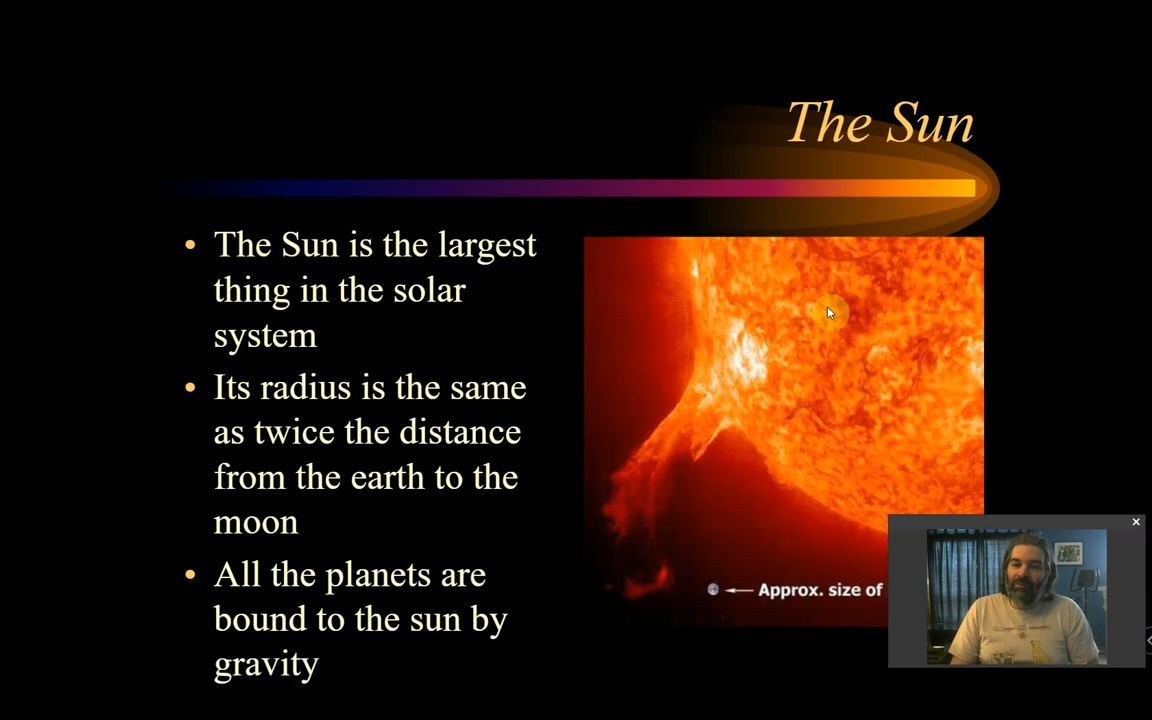 The Sun
• The Sun is the largest
thing in the solar
system
• Its radius is the same
as twice the distance
from the earth to the
moon
• All the planets are
bound to the sun by
gravity
Approx. size of